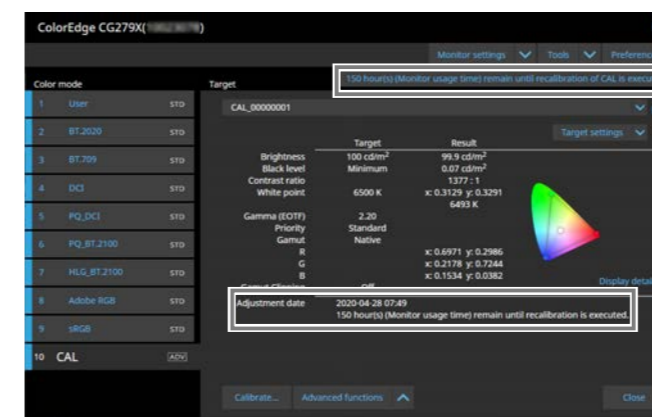 ColorEdge CG279X( )
Monitor settings Tools Preferenc
150 hour(s) (Monitor usage time) remain until recalibration of CAL is execu
Color mode Target
1 User STD
CAL_00000001
2 BT.2020 STD
Target settings
3 BT.709 STD
4 DCI STD
5 PQ_DCI STD
6 PQ_BT.2100 STD
7 HLG_BT.2100 STD
8 Adobe RGB STD
9 sRGB STD
10 CAL ADV
Target Result
Brightness 100 cd/m² 99.9 cd/m²
Black level Minimum 0.07 cd/m²
Contrast ratio 1377 : 1
White point 6500 K x: 0.3129 y: 0.3291
6493 K
Gamma (EOTF) 2.20
Priority Standard
Gamut Native
R x: 0.6971 y: 0.2986
G x: 0.2178 y: 0.7244
B x: 0.1534 y: 0.0382
Gamut Clipping Off
Display detai
Adjustment date 2020-04-28 07:49
150 hour(s) (Monitor usage time) remain until recalibration is executed.
Calibrate... Advanced functions Close